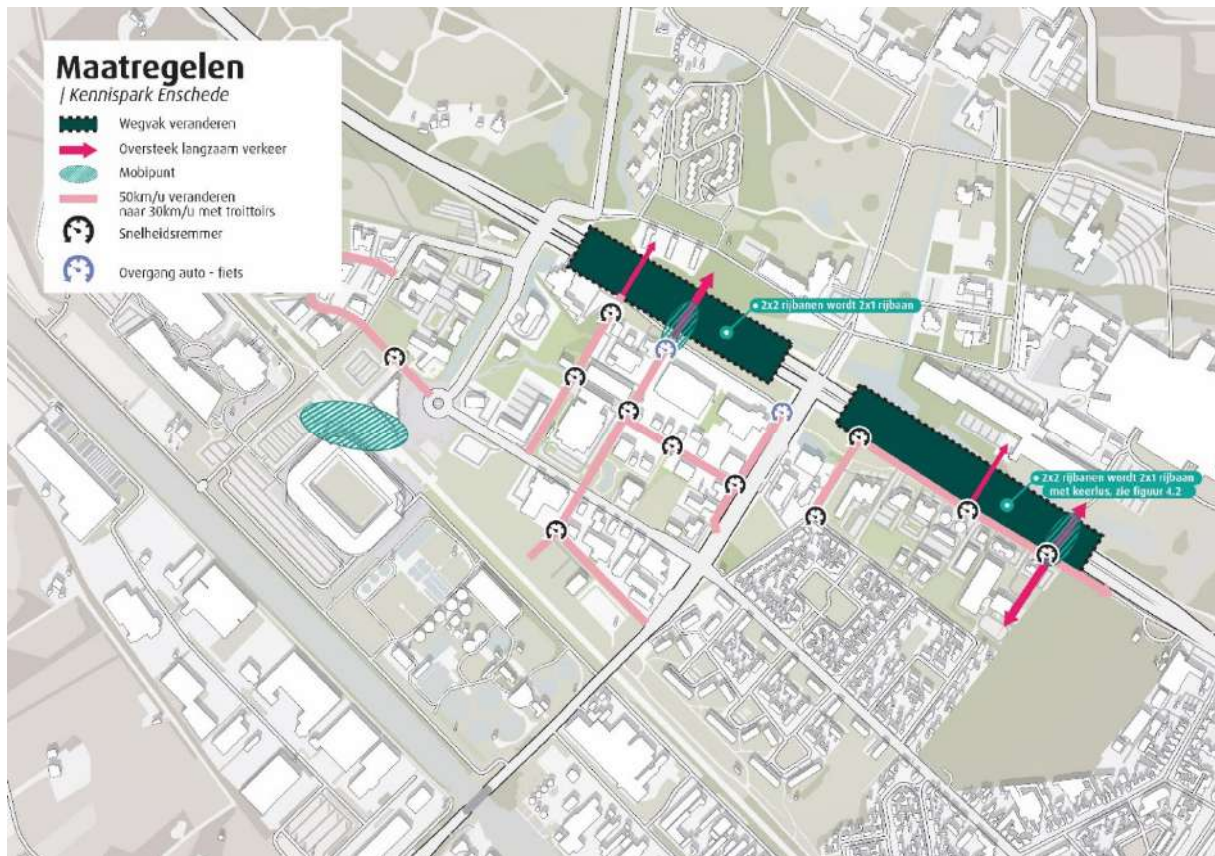 Maatregelen
| Kennispark Enschede
Wegvak veranderen
Oversteek langzaam verkeer
Mobipunt
50km/u veranderen
naar 30km/u met troittoirs
Snelheidsremmer
Overgang auto - fiets
2x2 rijbanen wordt 2x1 rijbaan
2x2 rijbanen wordt 2x1 rijbaan
met keerlus, zie figuur 4.2